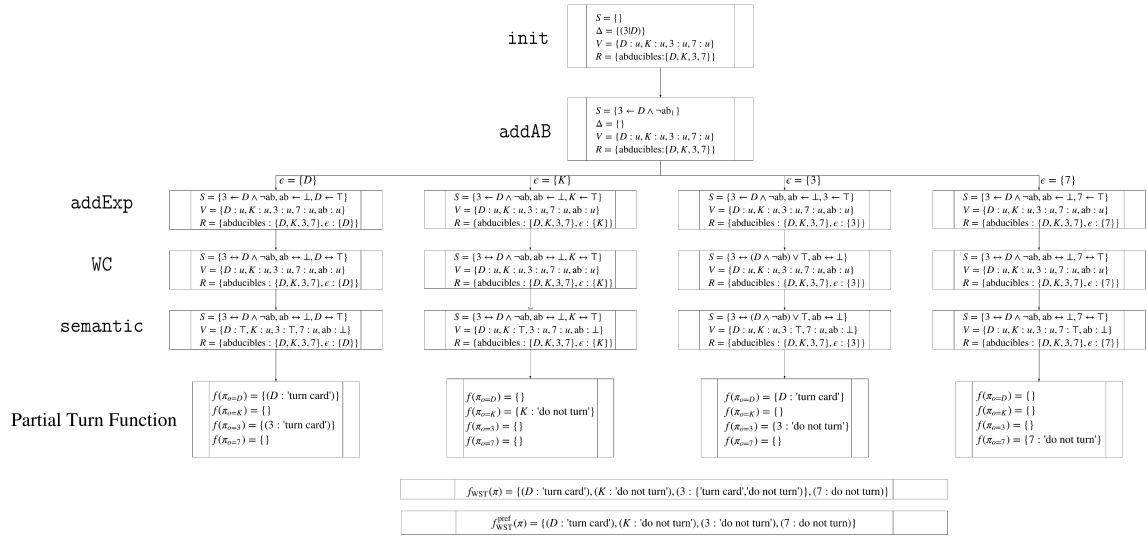 init
S = {}
Δ = {(3|D)}
V = {D : u, K : u, 3 : u, 7 : u}
R = {abducibles:{D, K, 3, 7}}
addAB
S = {3 ← D ∧ ¬ab₁}
Δ = {}
V = {D : u, K : u, 3 : u, 7 : u}
R = {abducibles:{D, K, 3, 7}}
ϵ = {D}
ϵ = {K}
ϵ = {3}
ϵ = {7}
addExp
S = {3 ← D ∧ ¬ab, ab ← ⊥, D ← ⊤}
V = {D : u, K : u, 3 : u, 7 : u, ab : u}
R = {abducibles : {D, K, 3, 7}, ϵ : {D}}
S = {3 ← D ∧ ¬ab, ab ← ⊥, K ← ⊤}
V = {D : u, K : u, 3 : u, 7 : u, ab : u}
R = {abducibles : {D, K, 3, 7}, ϵ : {K}}
S = {3 ← D ∧ ¬ab, ab ← ⊥, 3 ← ⊤}
V = {D : u, K : u, 3 : u, 7 : u, ab : u}
R = {abducibles : {D, K, 3, 7}, ϵ : {3}}
S = {3 ← D ∧ ¬ab, ab ← ⊥, 7 ← ⊤}
V = {D : u, K : u, 3 : u, 7 : u, ab : u}
R = {abducibles : {D, K, 3, 7}, ϵ : {7}}
WC
S = {3 ↔ D ∧ ¬ab, ab ↔ ⊥, D ↔ ⊤}
V = {D : u, K : u, 3 : u, 7 : u, ab : u}
R = {abducibles : {D, K, 3, 7}, ϵ : {D}}
S = {3 ↔ D ∧ ¬ab, ab ↔ ⊥, K ↔ ⊤}
V = {D : u, K : u, 3 : u, 7 : u, ab : u}
R = {abducibles : {D, K, 3, 7}, ϵ : {K}}
S = {3 ↔ (D ∧ ¬ab) ∨ ⊤, ab ↔ ⊥}
V = {D : u, K : u, 3 : u, 7 : u, ab : u}
R = {abducibles : {D, K, 3, 7}, ϵ : {3}}
S = {3 ↔ D ∧ ¬ab, ab ↔ ⊥, 7 ↔ ⊤}
V = {D : u, K : u, 3 : u, 7 : u, ab : u}
R = {abducibles : {D, K, 3, 7}, ϵ : {7}}
semantic
S = {3 ↔ D ∧ ¬ab, ab ↔ ⊥, D ↔ ⊤}
V = {D : ⊤, K : u, 3 : ⊤, 7 : u, ab : ⊥}
R = {abducibles : {D, K, 3, 7}, ϵ : {D}}
S = {3 ↔ D ∧ ¬ab, ab ↔ ⊥, K ↔ ⊤}
V = {D : u, K : ⊤, 3 : u, 7 : u, ab : ⊥}
R = {abducibles : {D, K, 3, 7}, ϵ : {K}}
S = {3 ↔ (D ∧ ¬ab) ∨ ⊤, ab ↔ ⊥}
V = {D : u, K : u, 3 : ⊤, 7 : u, ab : ⊥}
R = {abducibles : {D, K, 3, 7}, ϵ : {3}}
S = {3 ↔ D ∧ ¬ab, ab ↔ ⊥, 7 ↔ ⊤}
V = {D : u, K : u, 3 : u, 7 : ⊤, ab : ⊥}
R = {abducibles : {D, K, 3, 7}, ϵ : {7}}
Partial Turn Function
f(π_{o=D}) = {(D : 'turn card')}
f(π_{o=K}) = {}
f(π_{o=3}) = {(3 : 'turn card')}
f(π_{o=7}) = {}
f(π_{o=D}) = {}
f(π_{o=K}) = {K : 'do not turn'}
f(π_{o=3}) = {}
f(π_{o=7}) = {}
f(π_{o=D}) = {D : 'turn card'}
f(π_{o=K}) = {}
f(π_{o=3}) = {3 : 'do not turn'}
f(π_{o=7}) = {}
f(π_{o=D}) = {}
f(π_{o=K}) = {}
f(π_{o=3}) = {}
f(π_{o=7}) = {7 : 'do not turn'}
f_{WST}(π) = {(D : 'turn card'), (K : 'do not turn'), (3 : {'turn card','do not turn'}), (7 : do not turn)}
f^{pref}_{WST}(π) = {(D : 'turn card'), (K : 'do not turn'), (3 : 'do not turn'), (7 : do not turn)}